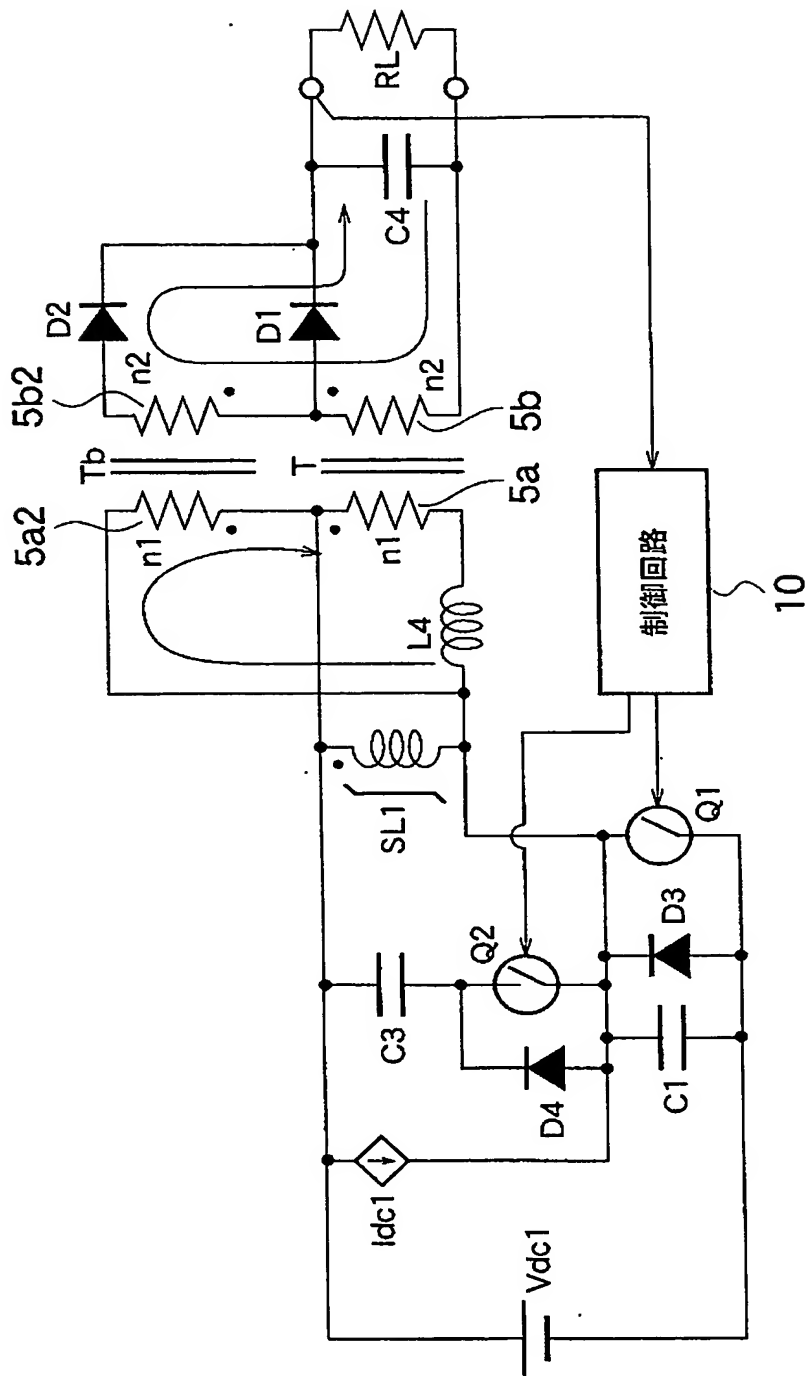 5b2
D2
n2
D1
n2
5b
C4
RL
Tb
T
5a2
n1
n1
5a
L4
SL1
Q2
C3
D4
D3
Q1
C1
Idc1
Vdc1
制御回路
10